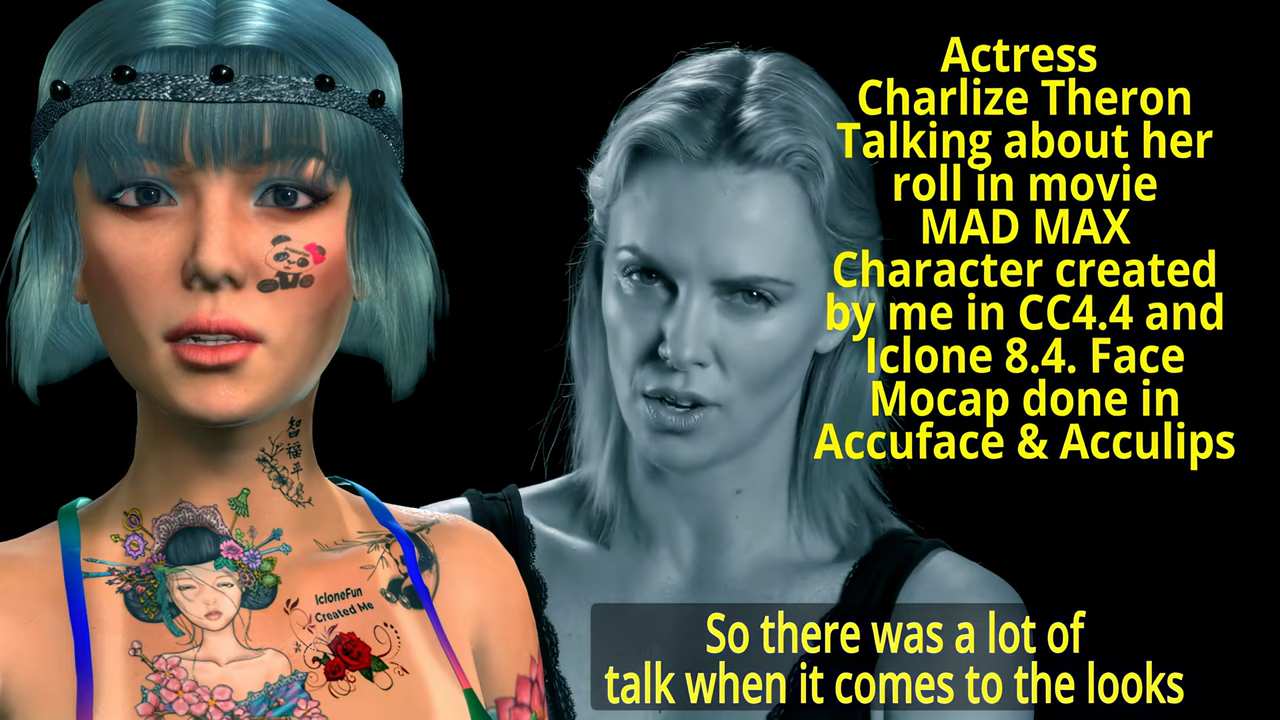 Actress
Charlize Theron
Talking about her
roll in movie
MAD MAX
Character created
by me in CC4.4 and
Iclone 8.4. Face
Mocap done in
Accuface & Acculips
智
福
平
IcloneFun
Created Me
So there was a lot of
talk when it comes to the looks